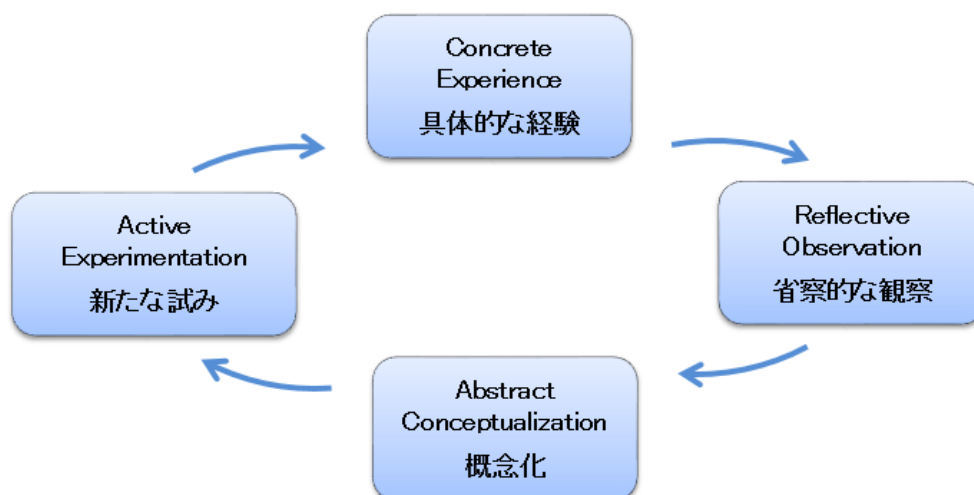 Concrete
Experience
具体的な経験
Reflective
Observation
省察的な観察
Abstract
Conceptualization
概念化
Active
Experimentation
新たな試み